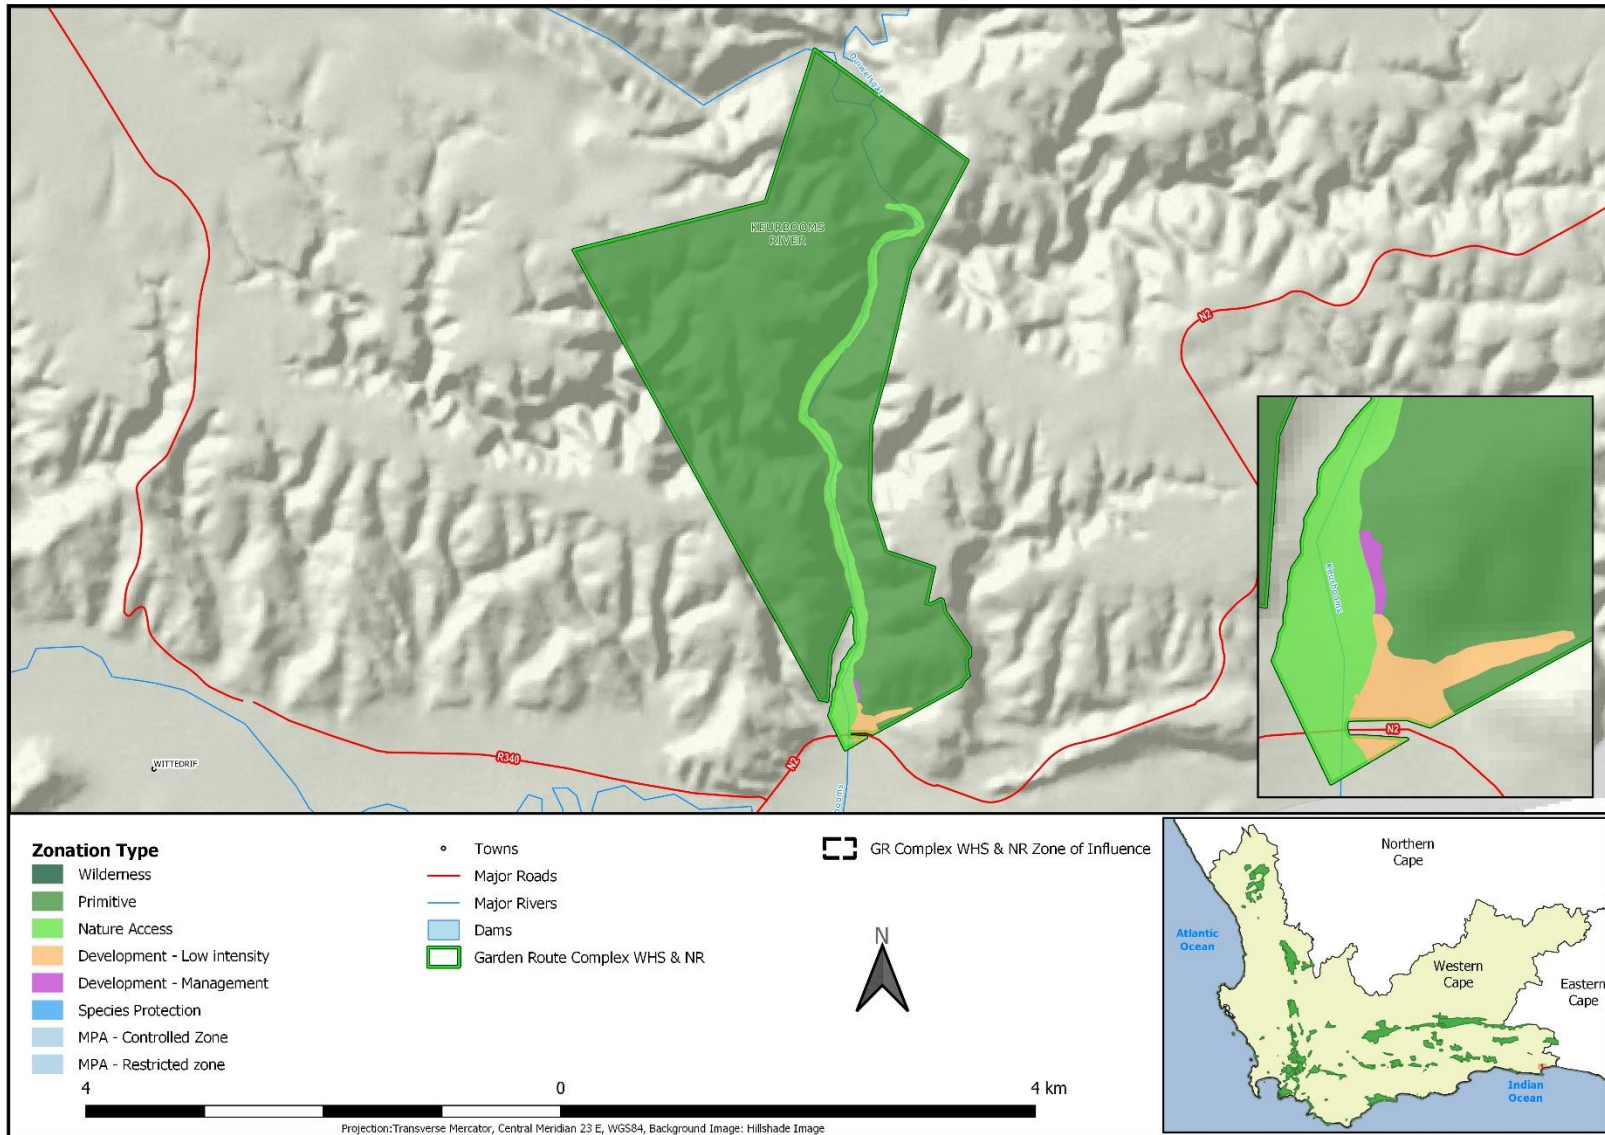 Duiwelsgat
KEURBOOMS
RIVER
N2
Keurbooms
N2
R340
N2
WITTEDRIF
ooms
Zonation Type
Wilderness
Primitive
Nature Access
Development - Low intensity
Development - Management
Species Protection
MPA - Controlled Zone
MPA - Restricted zone
Towns
Major Roads
Major Rivers
Dams
Garden Route Complex WHS & NR
GR Complex WHS & NR Zone of Influence
N
4 0 4 km
Projection:Transverse Mercator, Central Meridian 23 E, WGS84, Background Image: Hillshade Image
Northern
Cape
Atlantic
Ocean
Western
Cape
Eastern
Cape
Indian
Ocean